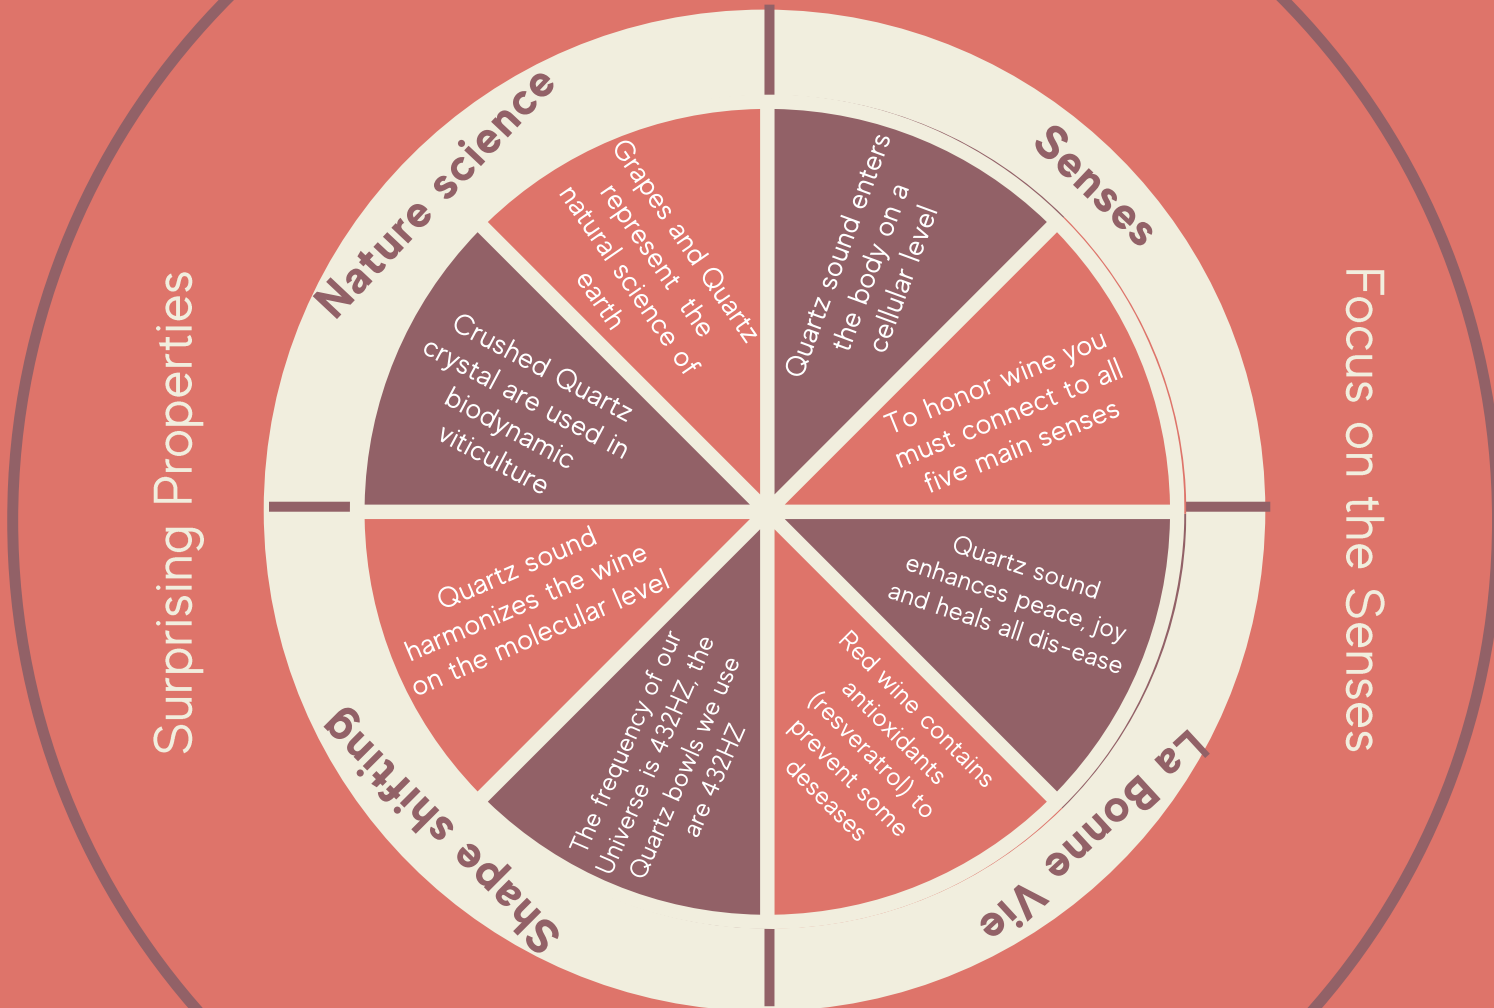 Surprising Properties
Nature science
Grapes and Quartz
represent the
natural science of
earth
Crushed Quartz
crystal are used in
biodynamic
viticulture
Senses
Quartz sound enters
the body on a
cellular level
To honor wine you
must connect to all
five main senses
Focus on the Senses
Quartz sound
harmonizes the wine
on the molecular level
The frequency of our
Universe is 432HZ, the
Quartz bowls we use
are 432HZ
Shape shifting
Quartz sound
enhances peace, joy
and heals all dis-ease
Red wine contains
antioxidants
(resveratrol) to
prevent some
deseases
La Bonne Vie